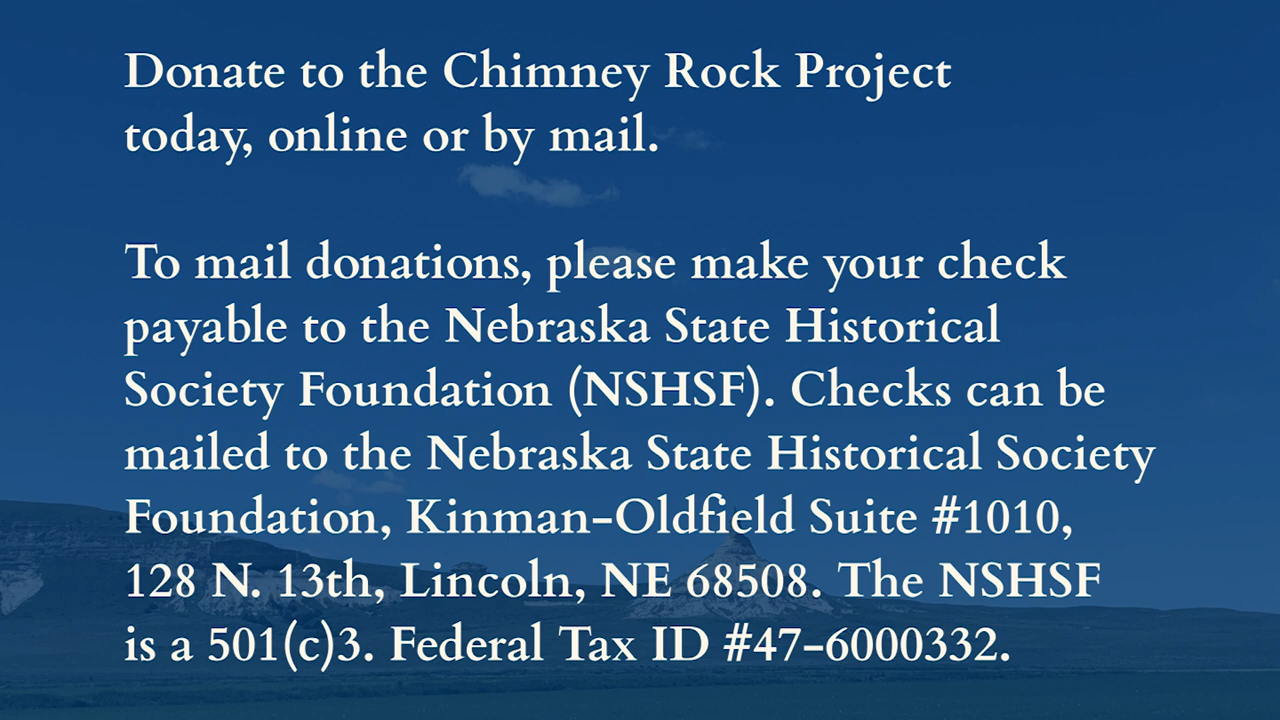 Donate to the Chimney Rock Project
today, online or by mail.
To mail donations, please make your check
payable to the Nebraska State Historical
Society Foundation (NSHSF). Checks can be
mailed to the Nebraska State Historical Society
Foundation, Kinman-Oldfield Suite #1010,
128 N. 13th, Lincoln, NE 68508. The NSHSF
is a 501(c)3. Federal Tax ID #47-6000332.